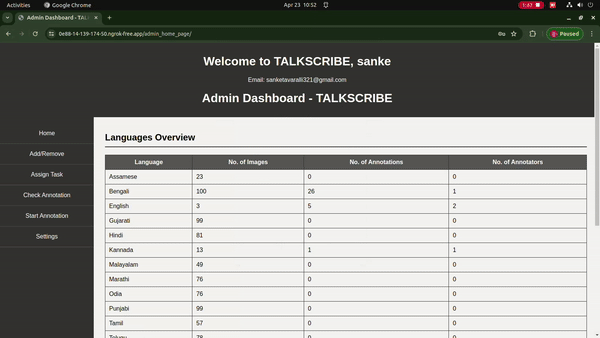 Activities Google Chrome Apr 23 10:52 1:63
Admin Dashboard - TAL
0e88-14-139-174-50.ngrok-free.app/admin_home_page/ Paused
Welcome to TALKSCRIBE, sanke
Email: sanketavaralli321@gmail.com
Admin Dashboard - TALKSCRIBE
Home
Add/Remove
Assign Task
Check Annotation
Start Annotation
Settings
Languages Overview
Language No. of Images No. of Annotations No. of Annotators
Assamese 23 0 0
Bengali 100 26 1
English 3 5 2
Gujarati 99 0 0
Hindi 81 0 0
Kannada 13 1 1
Malayalam 49 0 0
Marathi 76 0 0
Odia 76 0 0
Punjabi 99 0 0
Tamil 57 0 0
Telugu 78 0 0